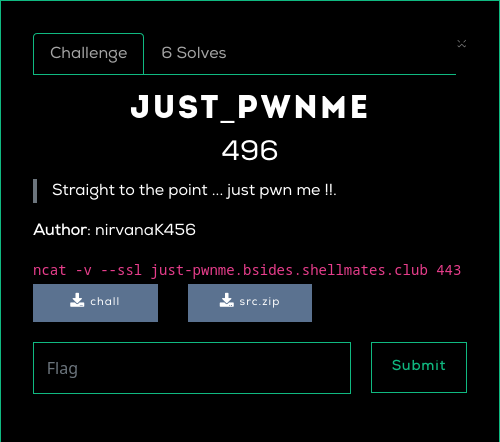 Challenge 6 Solves
JUST_PWNME
496
Straight to the point ... just pwn me !!.
Author: nirvanaK456
ncat -v --ssl just-pwnme.bsides.shellmates.club 443
chall src.zip
Flag Submit